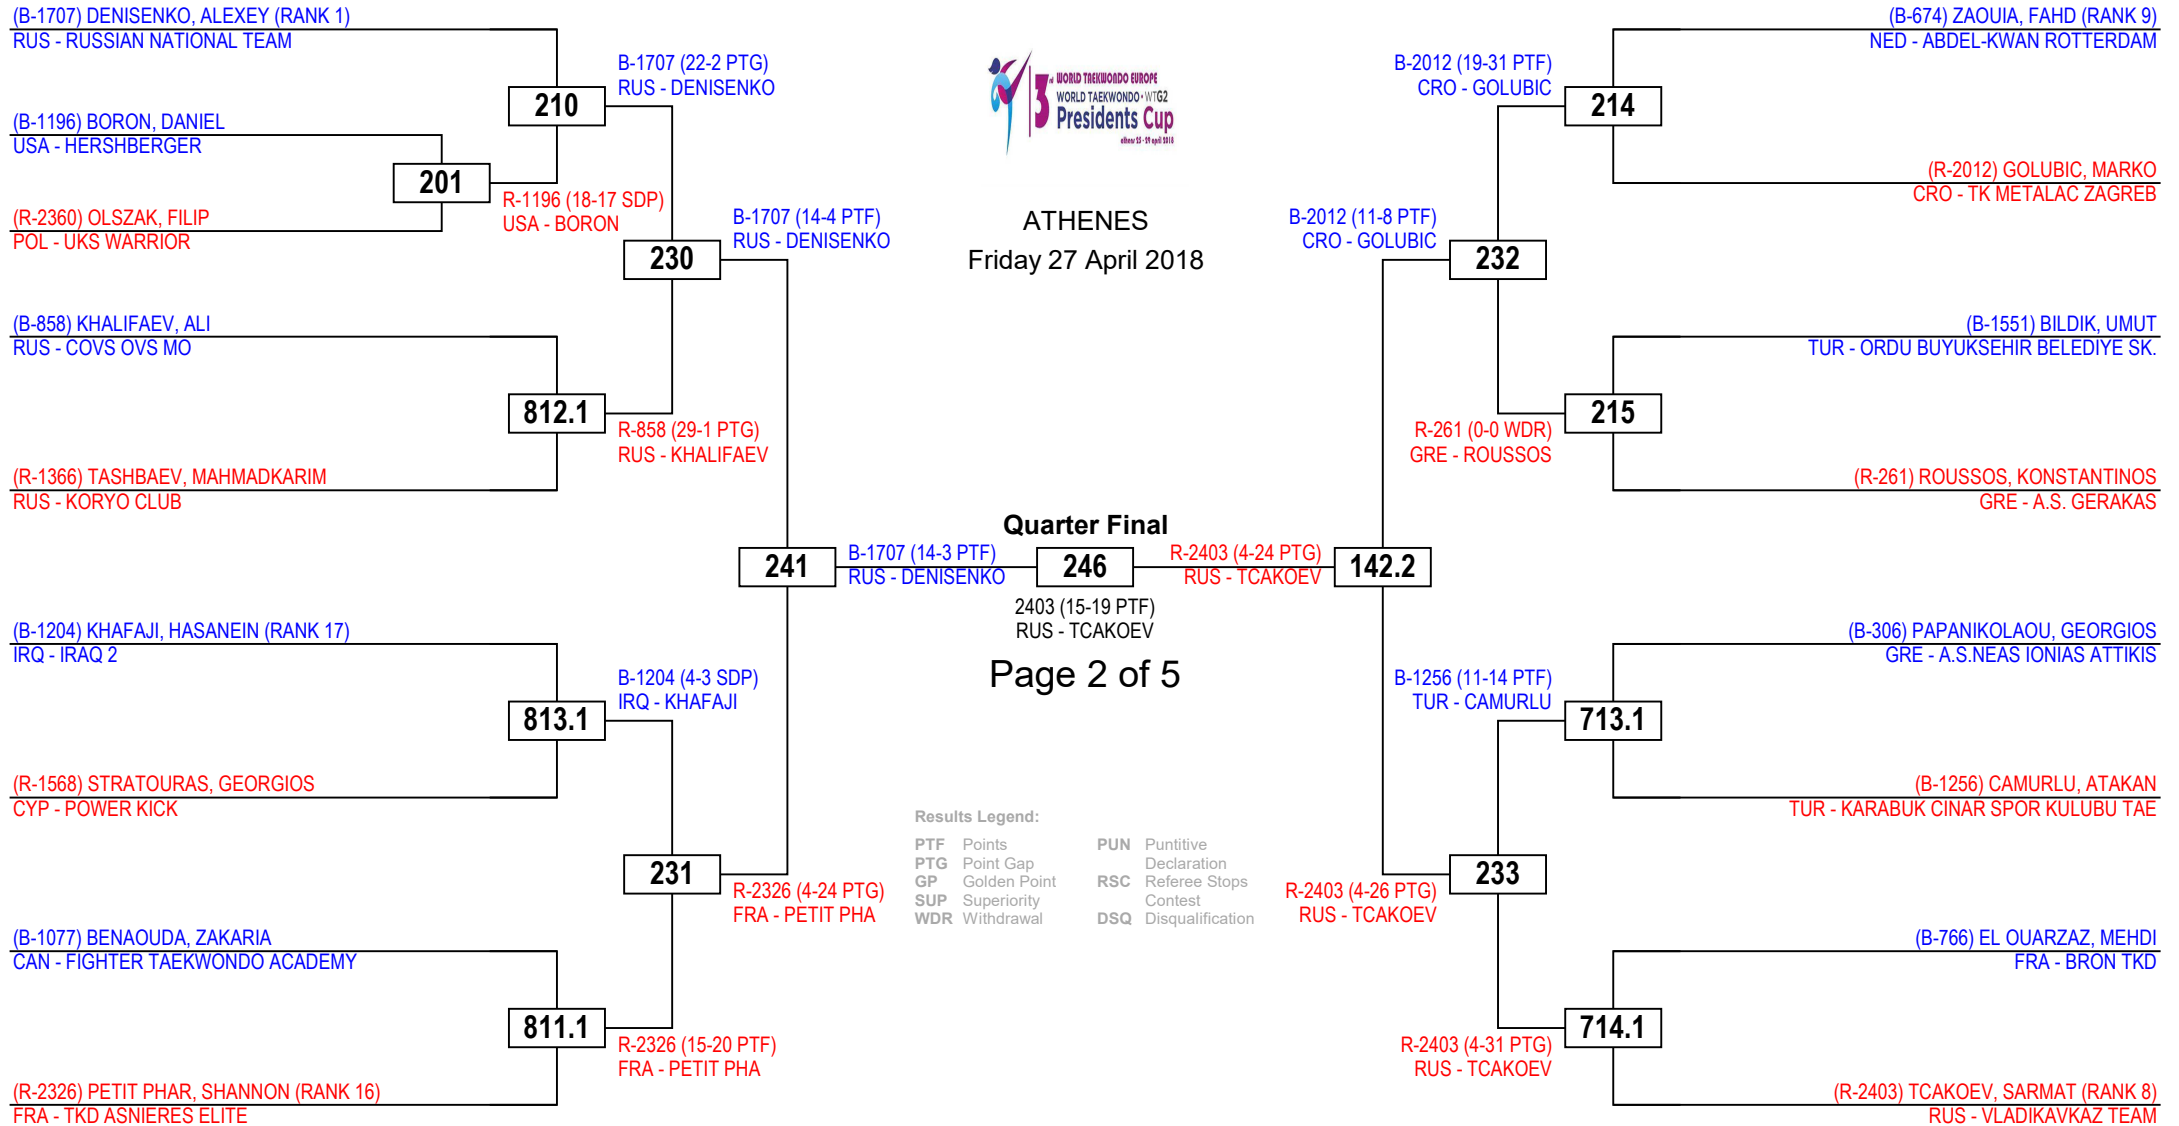 (B-1707) DENISENKO, ALEXEY (RANK 1)
RUS - RUSSIAN NATIONAL TEAM
(B-1196) BORON, DANIEL
USA - HERSHBERGER
(R-2360) OLSZAK, FILIP
POL - UKS WARRIOR
(B-858) KHALIFAEV, ALI
RUS - COVS OVS MO
(R-1366) TASHBAEV, MAHMADKARIM
RUS - KORYO CLUB
(B-1204) KHAFAJI, HASANEIN (RANK 17)
IRQ - IRAQ 2
(R-1568) STRATOURAS, GEORGIOS
CYP - POWER KICK
(B-1077) BENAOUDA, ZAKARIA
CAN - FIGHTER TAEKWONDO ACADEMY
(R-2326) PETIT PHAR, SHANNON (RANK 16)
FRA - TKD ASNIERES ELITE
201
R-1196 (18-17 SDP)
USA - BORON
210
B-1707 (22-2 PTG)
RUS - DENISENKO
812.1
R-858 (29-1 PTG)
RUS - KHALIFAEV
813.1
B-1204 (4-3 SDP)
IRQ - KHAFAJI
811.1
R-2326 (15-20 PTF)
FRA - PETIT PHA
230
B-1707 (14-4 PTF)
RUS - DENISENKO
231
R-2326 (4-24 PTG)
FRA - PETIT PHA
241
B-1707 (14-3 PTF)
RUS - DENISENKO
3rd WORLD TAEKWONDO EUROPE
WORLD TAEKWONDO • WTG2
Presidents Cup
athens 25 - 29 april 2018
ATHENES
Friday 27 April 2018
Quarter Final
246
2403 (15-19 PTF)
RUS - TCAKOEV
Page 2 of 5
Results Legend:
PTF Points
PTG Point Gap
GP Golden Point
SUP Superiority
WDR Withdrawal
PUN Puntitive
Declaration
RSC Referee Stops
Contest
DSQ Disqualification
R-2403 (4-24 PTG)
RUS - TCAKOEV
142.2
B-2012 (11-8 PTF)
CRO - GOLUBIC
232
R-2403 (4-26 PTG)
RUS - TCAKOEV
233
B-2012 (19-31 PTF)
CRO - GOLUBIC
214
R-261 (0-0 WDR)
GRE - ROUSSOS
215
B-1256 (11-14 PTF)
TUR - CAMURLU
713.1
R-2403 (4-31 PTG)
RUS - TCAKOEV
714.1
(B-674) ZAOUIA, FAHD (RANK 9)
NED - ABDEL-KWAN ROTTERDAM
(R-2012) GOLUBIC, MARKO
CRO - TK METALAC ZAGREB
(B-1551) BILDIK, UMUT
TUR - ORDU BUYUKSEHIR BELEDIYE SK.
(R-261) ROUSSOS, KONSTANTINOS
GRE - A.S. GERAKAS
(B-306) PAPANIKOLAOU, GEORGIOS
GRE - A.S.NEAS IONIAS ATTIKIS
(B-1256) CAMURLU, ATAKAN
TUR - KARABUK CINAR SPOR KULUBU TAE
(B-766) EL OUARZAZ, MEHDI
FRA - BRON TKD
(R-2403) TCAKOEV, SARMAT (RANK 8)
RUS - VLADIKAVKAZ TEAM